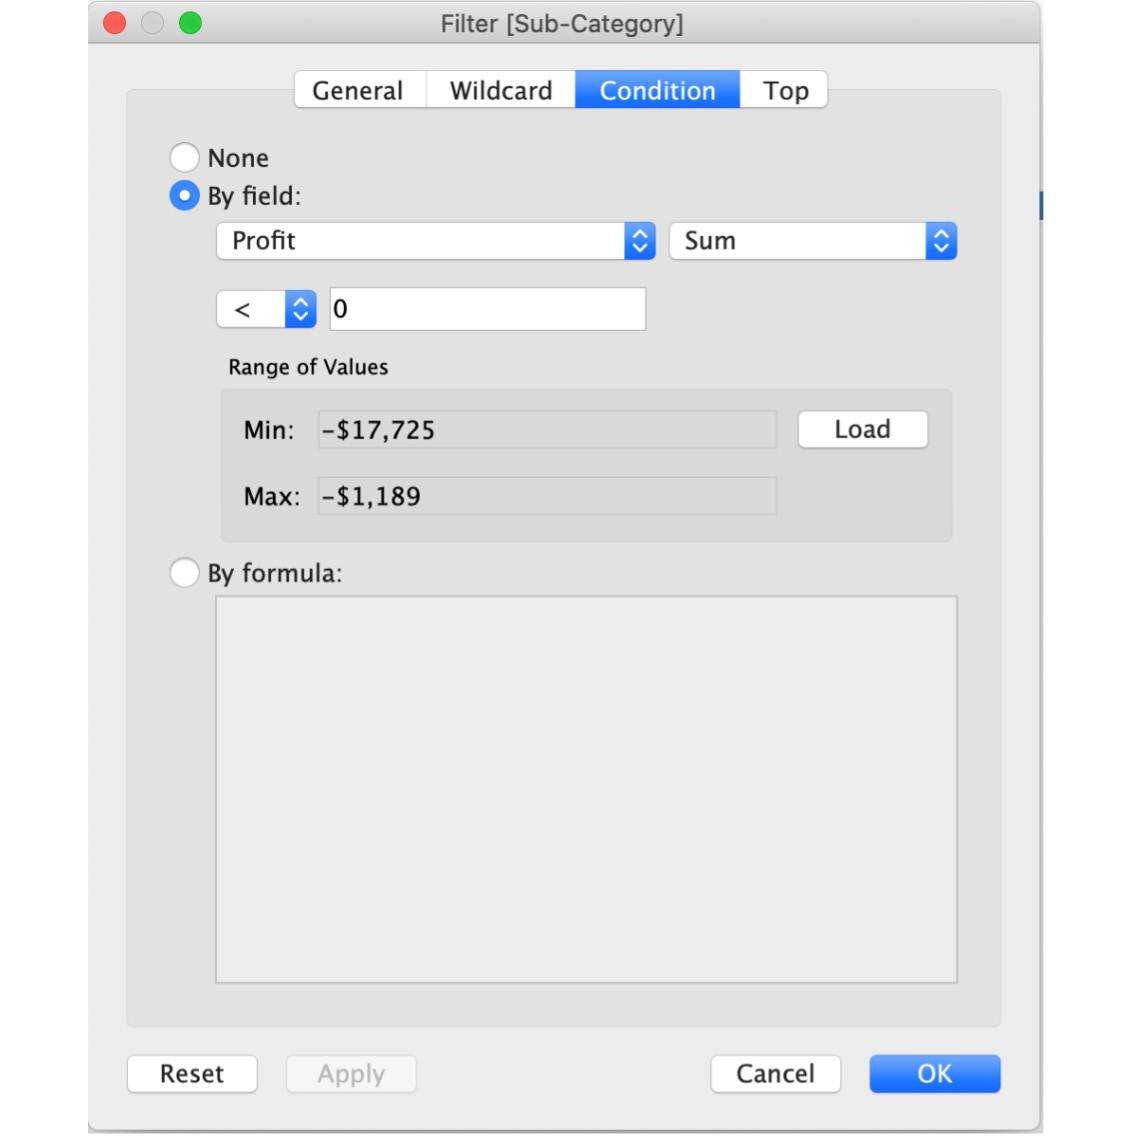 Filter [Sub-Category]
General Wildcard Condition Top
None
By field:
Profit Sum
< 0
Range of Values
Min: -$17,725 Load
Max: -$1,189
By formula:
Reset Apply Cancel OK